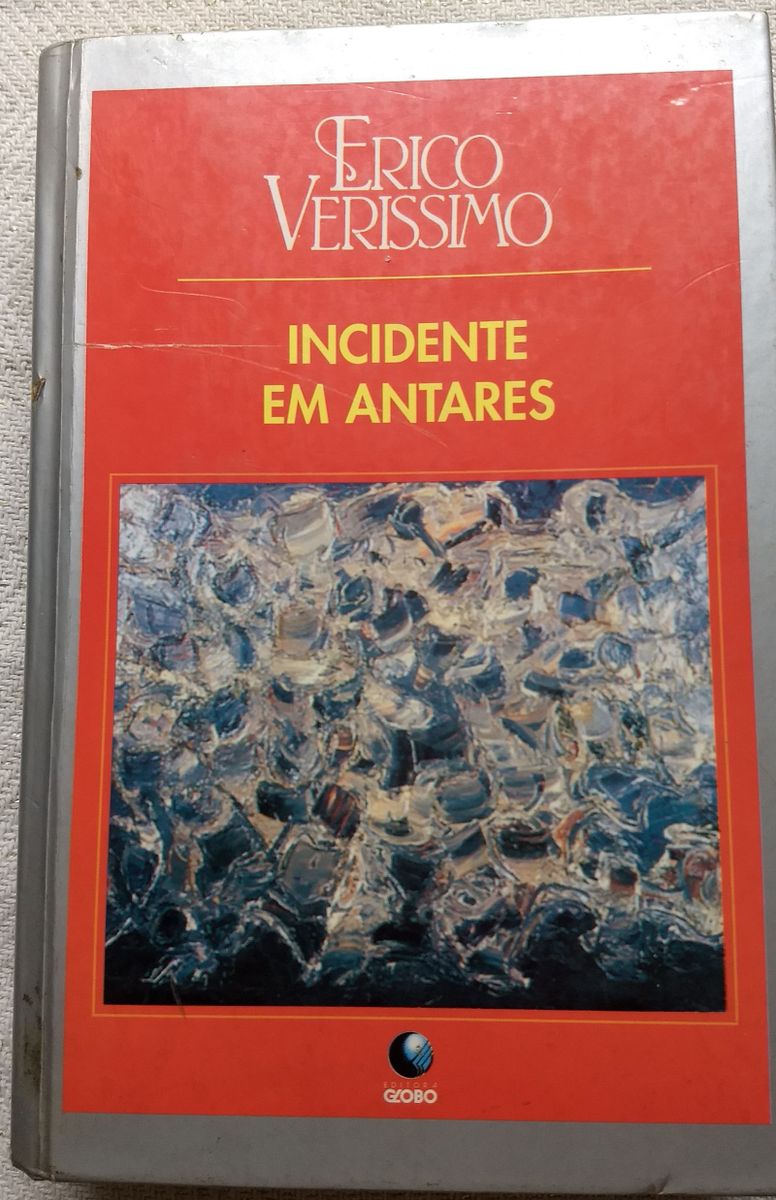 ERICO
VERISSIMO
INCIDENTE
EM ANTARES
EDITORA
GLOBO